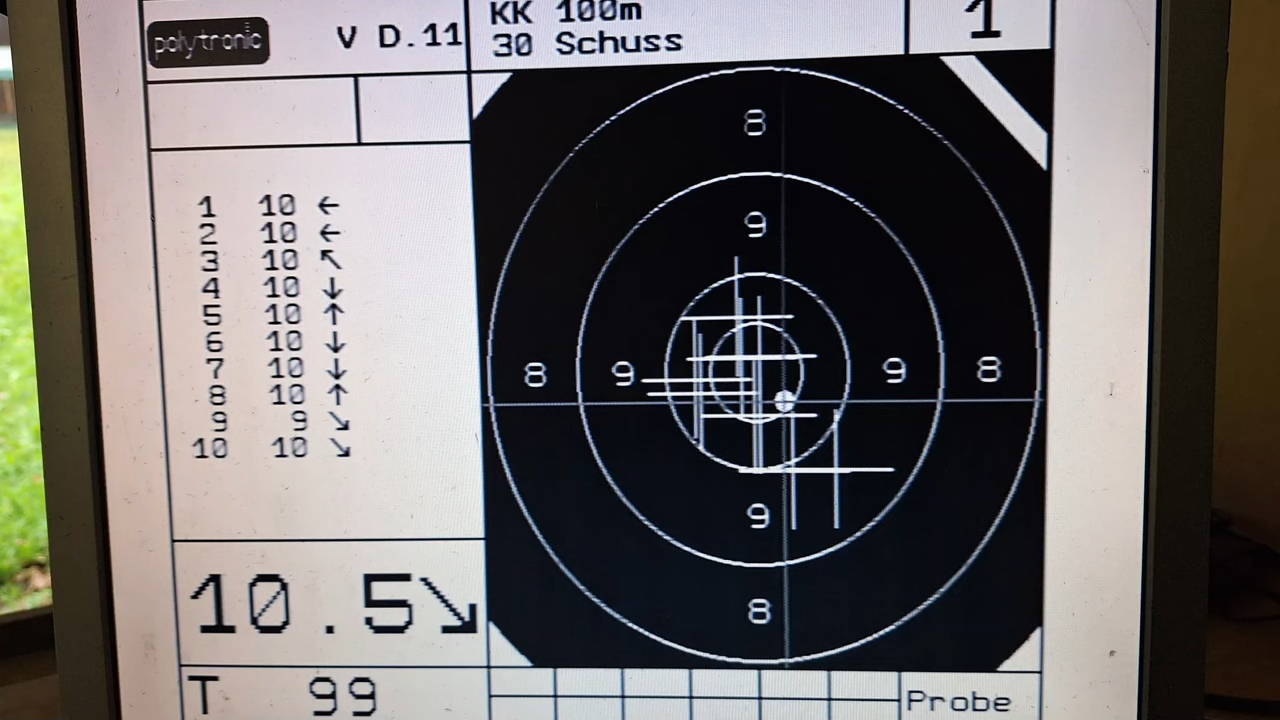 polytronic
V D.11
KK 100m
30 Schuss
1
1 10 ←
2 10 ←
3 10 ↖
4 10 ↓
5 10 ↑
6 10 ↓
7 10 ↓
8 10 ↑
9 9 ↘
10 10 ↘
8
9
8 9 9 8
9
8
10.5↘
T 99
Probe